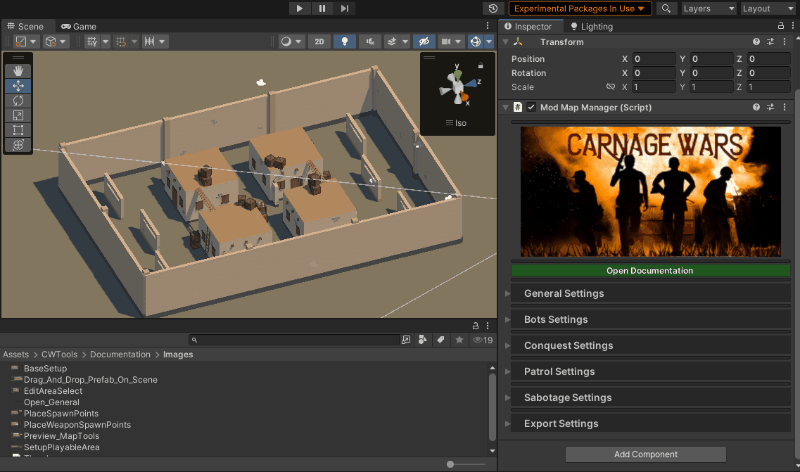 Experimental Packages In Use
Layers
Layout
Scene
Game
Inspector
Lighting
2D
y
z
x
Iso
Transform
Position X 0 Y 0 Z 0
Rotation X 0 Y 0 Z 0
Scale X 1 Y 1 Z 1
Mod Map Manager (Script)
CARNAGE WARS
Open Documentation
General Settings
Bots Settings
Conquest Settings
Patrol Settings
Sabotage Settings
Export Settings
Add Component
19
Assets > CWTools > Documentation > Images
BaseSetup
Drag_And_Drop_Prefab_On_Scene
EditAreaSelect
Open_General
PlaceSpawnPoints
PlaceWeaponSpawnPoints
Preview_MapTools
SetupPlayableArea